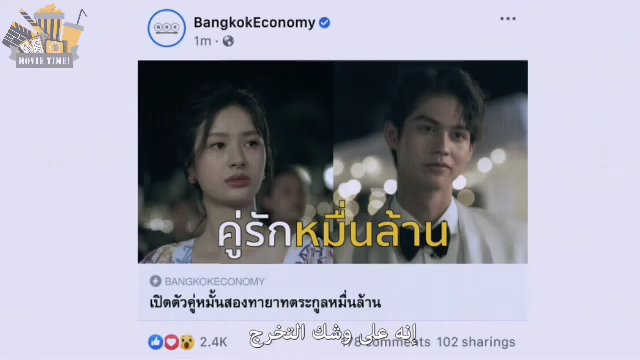 MOVIE TIME!
BangkokEconomy
1m
คู่รักหมื่นล้าน
BANGKOKECONOMY
เปิดตัวคู่หมั้นสองทายาทตระกูลหมื่นล้าน
إنه على وشك التخرج
2.4K
178 comments 102 sharings